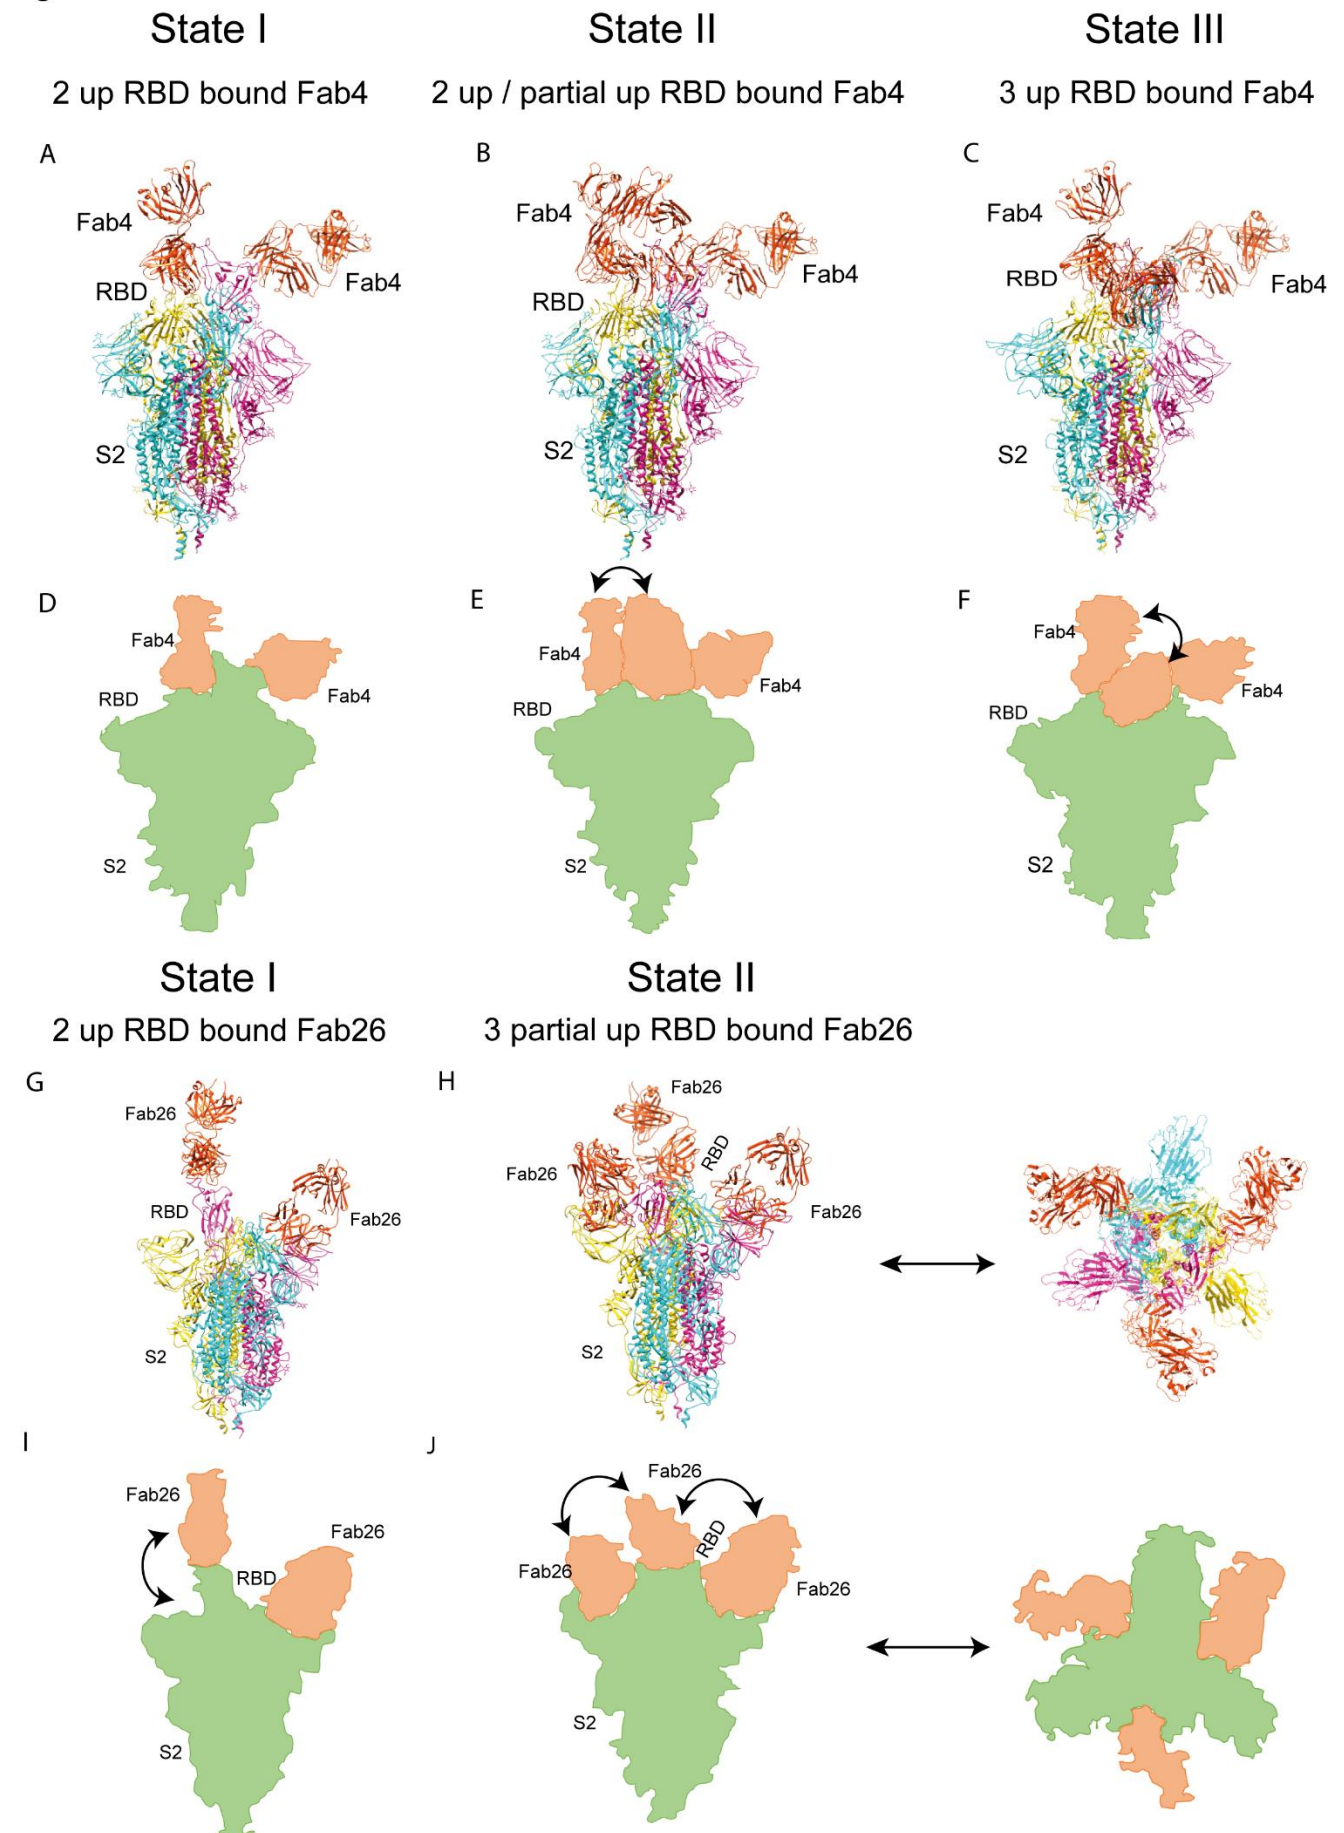 State I
State II
State III
2 up RBD bound Fab4
2 up / partial up RBD bound Fab4
3 up RBD bound Fab4
A
B
C
Fab4
RBD
Fab4
S2
Fab4
RBD
Fab4
S2
Fab4
RBD
Fab4
S2
D
E
F
Fab4
RBD
Fab4
S2
Fab4
RBD
Fab4
S2
Fab4
RBD
Fab4
S2
State I
State II
2 up RBD bound Fab26
3 partial up RBD bound Fab26
G
H
Fab26
RBD
Fab26
S2
Fab26
RBD
Fab26
Fab26
S2
I
J
Fab26
Fab26
RBD
S2
Fab26
RBD
Fab26
Fab26
S2